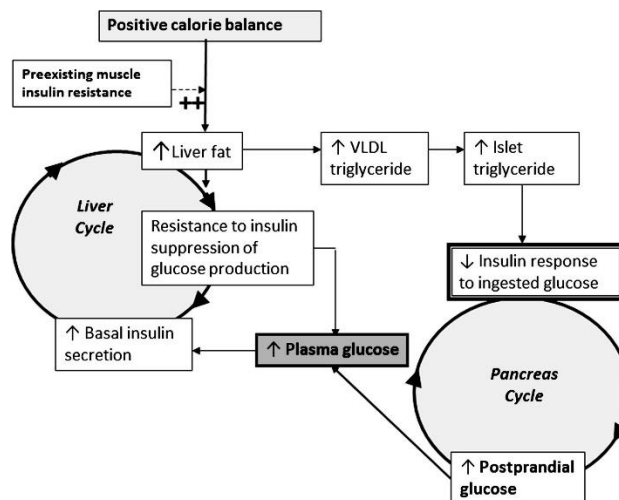 Positive calorie balance
Preexisting muscle
insulin resistance
++
↑ Liver fat
↑ VLDL
triglyceride
↑ Islet
triglyceride
Liver
Cycle
Resistance to insulin
suppression of
glucose production
↓ Insulin response
to ingested glucose
↑ Basal insulin
secretion
↑ Plasma glucose
Pancreas
Cycle
↑ Postprandial
glucose